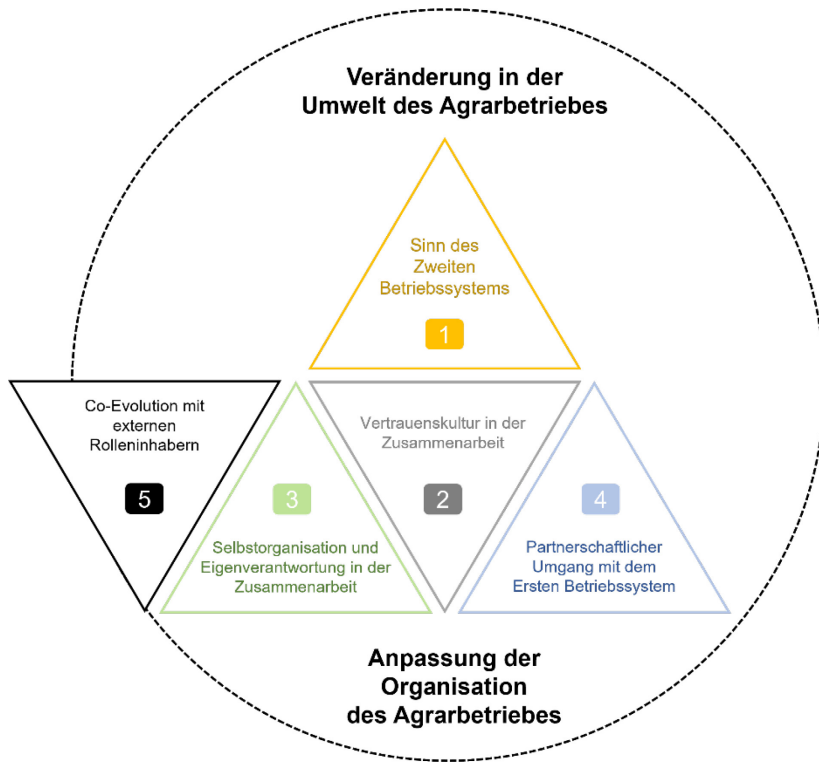 Veränderung in der
Umwelt des Agrarbetriebes
Sinn des
Zweiten
Betriebssystems
1
Co-Evolution mit
externen
Rolleninhabern
5
3
Selbstorganisation und
Eigenverantwortung in der
Zusammenarbeit
Vertrauenskultur in der
Zusammenarbeit
2
4
Partnerschaftlicher
Umgang mit dem
Ersten Betriebssystem
Anpassung der
Organisation
des Agrarbetriebes